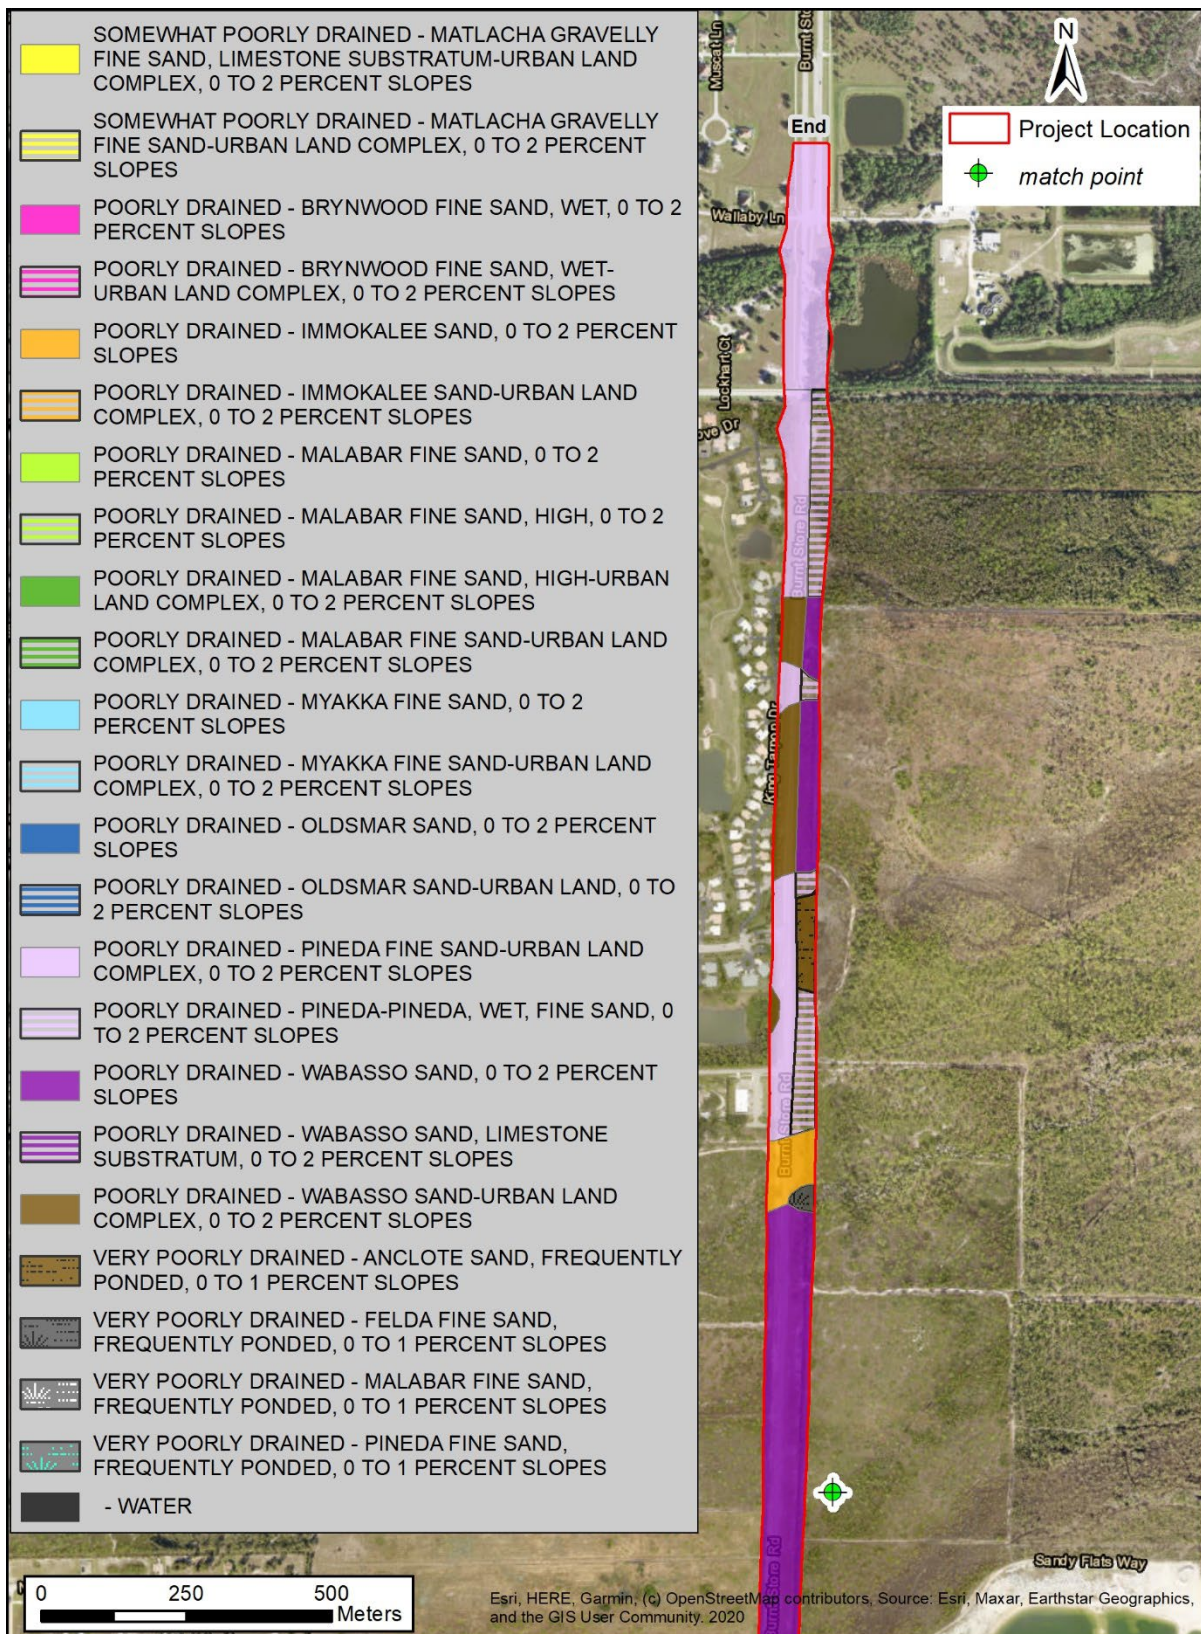 SOMEWHAT POORLY DRAINED - MATLACHA GRAVELLY
FINE SAND, LIMESTONE SUBSTRATUM-URBAN LAND
COMPLEX, 0 TO 2 PERCENT SLOPES
SOMEWHAT POORLY DRAINED - MATLACHA GRAVELLY
FINE SAND-URBAN LAND COMPLEX, 0 TO 2 PERCENT
SLOPES
POORLY DRAINED - BRYNWOOD FINE SAND, WET, 0 TO 2
PERCENT SLOPES
POORLY DRAINED - BRYNWOOD FINE SAND, WET-
URBAN LAND COMPLEX, 0 TO 2 PERCENT SLOPES
POORLY DRAINED - IMMOKALEE SAND, 0 TO 2 PERCENT
SLOPES
POORLY DRAINED - IMMOKALEE SAND-URBAN LAND
COMPLEX, 0 TO 2 PERCENT SLOPES
POORLY DRAINED - MALABAR FINE SAND, 0 TO 2
PERCENT SLOPES
POORLY DRAINED - MALABAR FINE SAND, HIGH, 0 TO 2
PERCENT SLOPES
POORLY DRAINED - MALABAR FINE SAND, HIGH-URBAN
LAND COMPLEX, 0 TO 2 PERCENT SLOPES
POORLY DRAINED - MALABAR FINE SAND-URBAN LAND
COMPLEX, 0 TO 2 PERCENT SLOPES
POORLY DRAINED - MYAKKA FINE SAND, 0 TO 2
PERCENT SLOPES
POORLY DRAINED - MYAKKA FINE SAND-URBAN LAND
COMPLEX, 0 TO 2 PERCENT SLOPES
POORLY DRAINED - OLDSMAR SAND, 0 TO 2 PERCENT
SLOPES
POORLY DRAINED - OLDSMAR SAND-URBAN LAND, 0 TO
2 PERCENT SLOPES
POORLY DRAINED - PINEDA FINE SAND-URBAN LAND
COMPLEX, 0 TO 2 PERCENT SLOPES
POORLY DRAINED - PINEDA-PINEDA, WET, FINE SAND, 0
TO 2 PERCENT SLOPES
POORLY DRAINED - WABASSO SAND, 0 TO 2 PERCENT
SLOPES
POORLY DRAINED - WABASSO SAND, LIMESTONE
SUBSTRATUM, 0 TO 2 PERCENT SLOPES
POORLY DRAINED - WABASSO SAND-URBAN LAND
COMPLEX, 0 TO 2 PERCENT SLOPES
VERY POORLY DRAINED - ANCLOTE SAND, FREQUENTLY
PONDED, 0 TO 1 PERCENT SLOPES
VERY POORLY DRAINED - FELDA FINE SAND,
FREQUENTLY PONDED, 0 TO 1 PERCENT SLOPES
VERY POORLY DRAINED - MALABAR FINE SAND,
FREQUENTLY PONDED, 0 TO 1 PERCENT SLOPES
VERY POORLY DRAINED - PINEDA FINE SAND,
FREQUENTLY PONDED, 0 TO 1 PERCENT SLOPES
- WATER
0 250 500
Meters
N
Project Location
match point
Muscat Ln
Burnt Sto
End
Wallaby Ln
Lockhart Ct
ove Dr
Burnt Store Rd
King Tarpon Dr
Burnt Store Rd
Burnt Store Rd
Sandy Flats Way
Esri, HERE, Garmin, (c) OpenStreetMap contributors, Source: Esri, Maxar, Earthstar Geographics,
and the GIS User Community. 2020